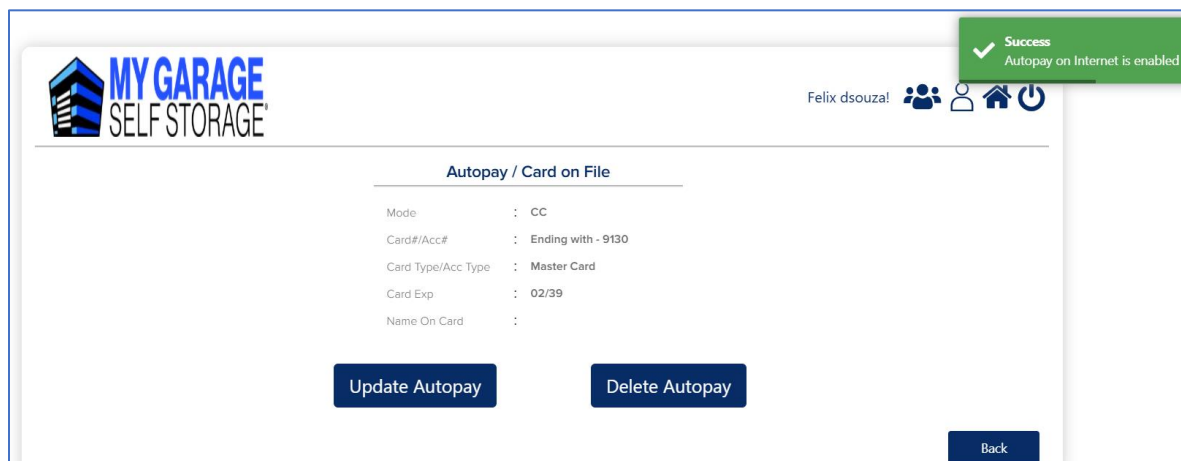 Success
Autopay on Internet is enabled
MY GARAGE
SELF STORAGE
Felix dsouza!
Autopay / Card on File
Mode : CC
Card#/Acc# : Ending with - 9130
Card Type/Acc Type : Master Card
Card Exp : 02/39
Name On Card :
Update Autopay Delete Autopay
Back